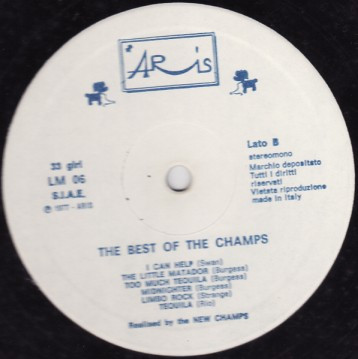 ARIS
33 giri
LM 06
S.I.A.E.
℗ 1977 - ARIS
Lato B
stereomono
Marchio depositato
Tutti i diritti
riservati
Vietata riproduzione
made in Italy
THE BEST OF THE CHAMPS
I CAN HELP (Swan)
THE LITTLE MATADOR (Burgess)
TOO MUCH TEQUILA (Burgess)
MIDNIGHTER (Burgess)
LIMBO ROCK (Strange)
TEQUILA (Rio)
Realized by the NEW CHAMPS